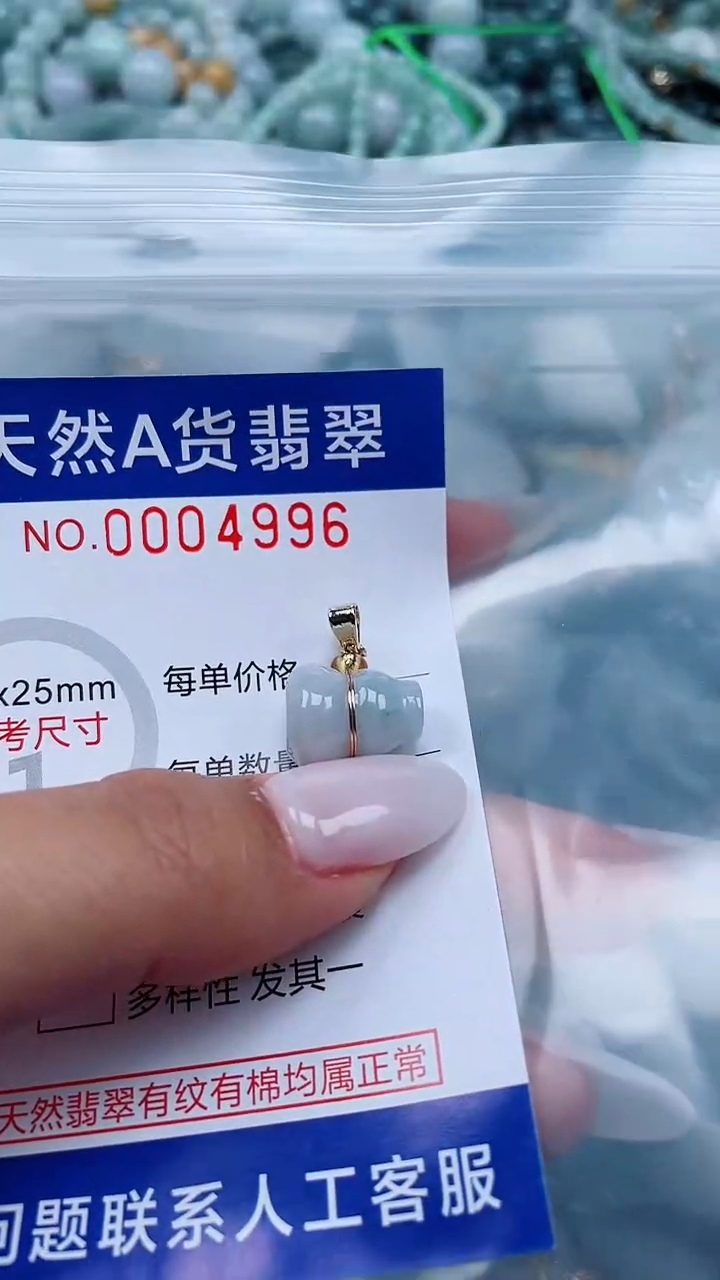 天然A货翡翠
NO.0004996
x25mm
考尺寸
1
每单价格
每单数量
多样性 发其一
天然翡翠有纹有棉均属正常
问题联系人工客服